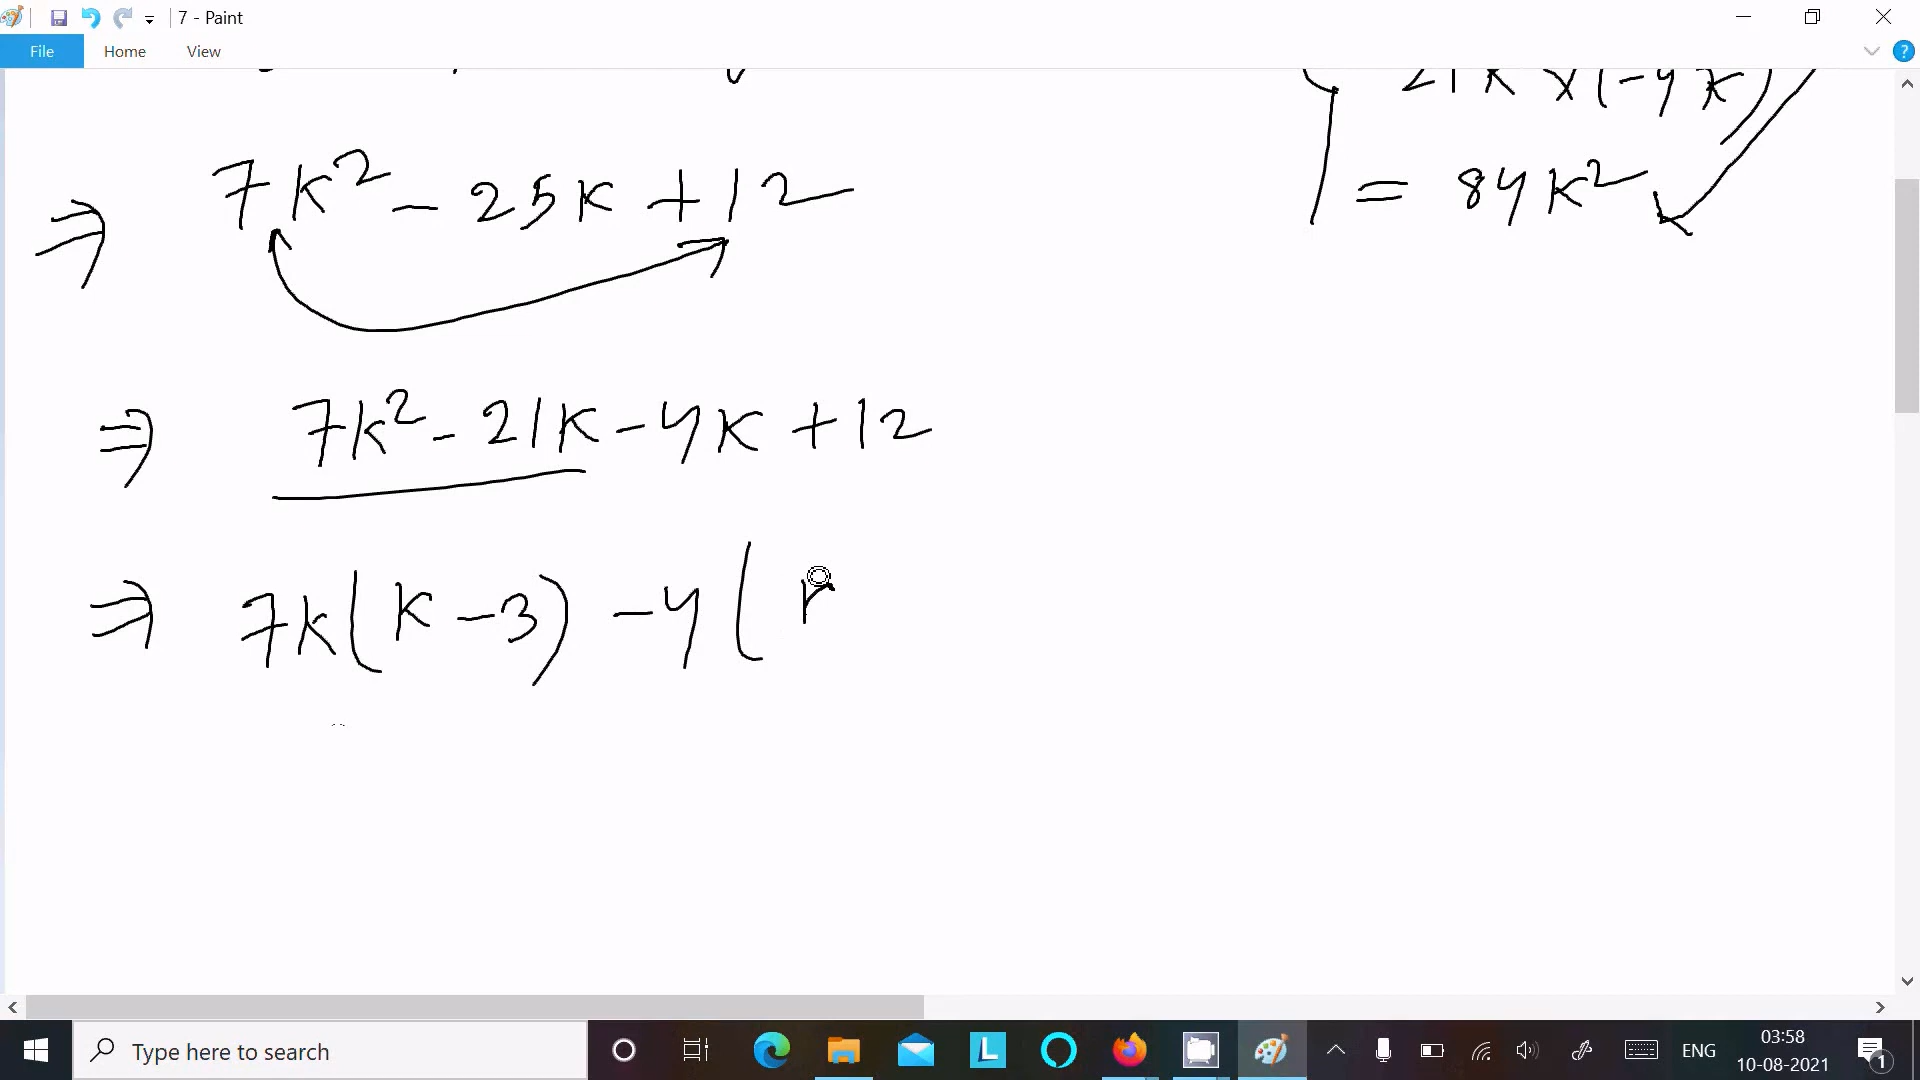 7 - Paint
File Home View
21k × (-4k)
= 84k²
⇒ 7k² - 25k + 12
⇒ 7k² - 21k - 4k + 12
⇒ 7k(k - 3) - 4(
Type here to search
L
ENG
03:58
10-08-2021
1